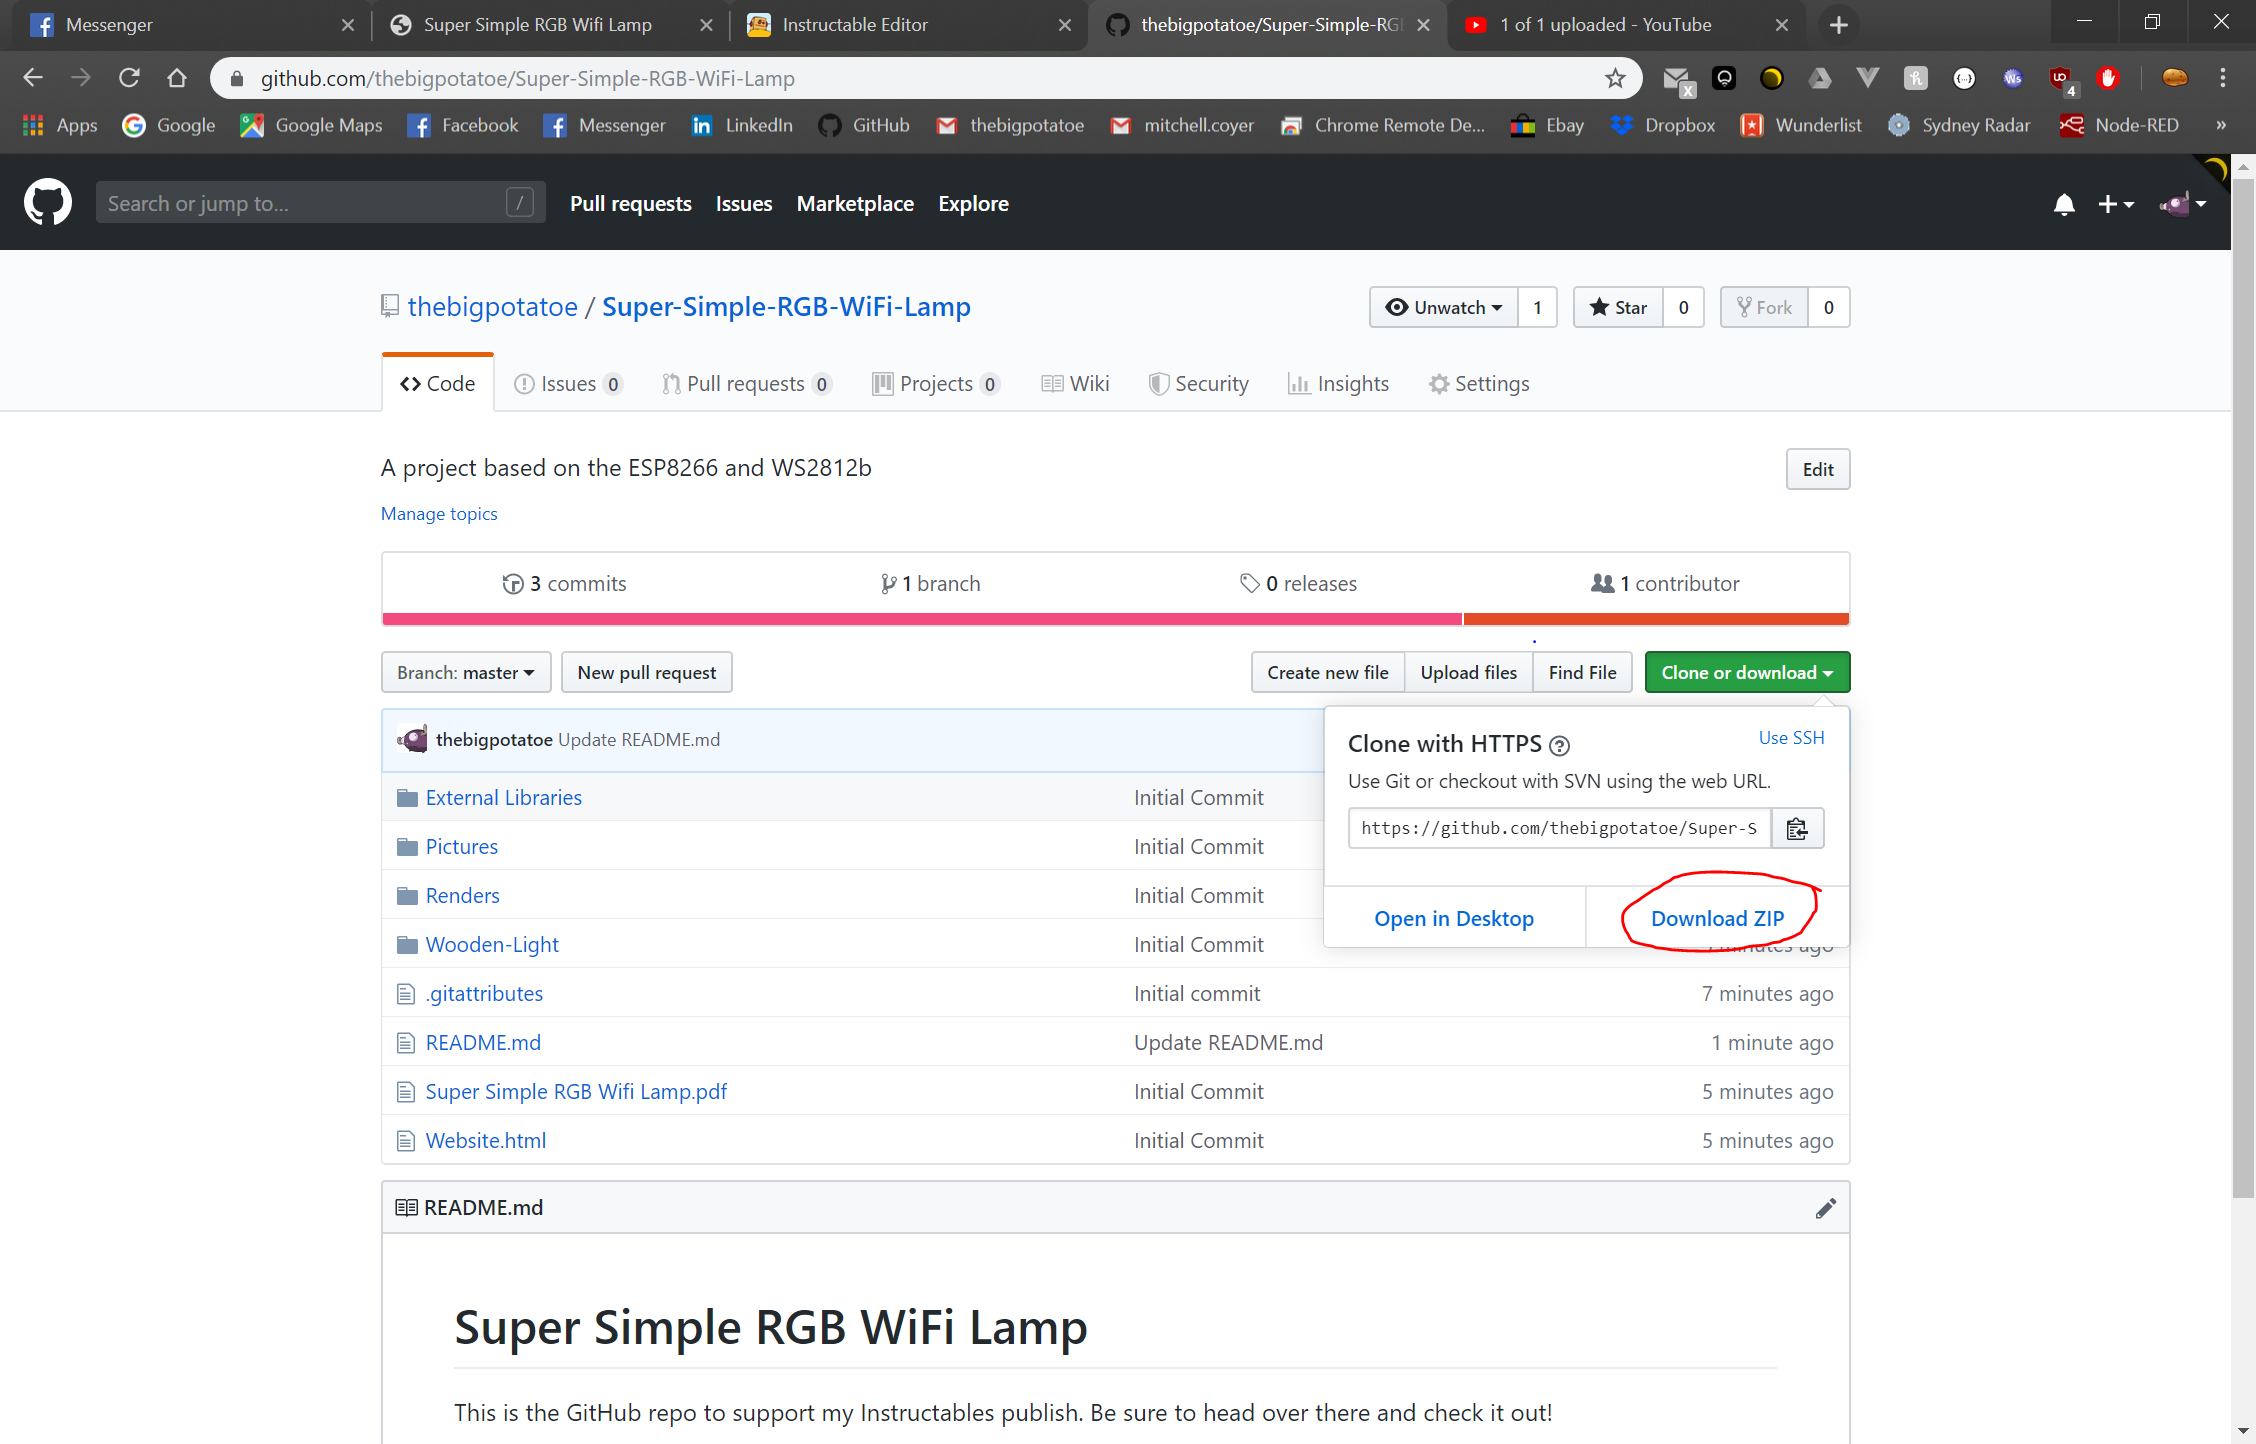 Messenger
Super Simple RGB Wifi Lamp
Instructable Editor
thebigpotatoe/Super-Simple-RG
1 of 1 uploaded - YouTube
github.com/thebigpotatoe/Super-Simple-RGB-WiFi-Lamp
X
Ws
4
Apps
Google
Google Maps
Facebook
Messenger
LinkedIn
GitHub
thebigpotatoe
mitchell.coyer
Chrome Remote De...
Ebay
Dropbox
Wunderlist
Sydney Radar
Node-RED
»
Search or jump to...
/
Pull requests
Issues
Marketplace
Explore
thebigpotatoe / Super-Simple-RGB-WiFi-Lamp
Unwatch 1
Star 0
Fork 0
Code
Issues 0
Pull requests 0
Projects 0
Wiki
Security
Insights
Settings
A project based on the ESP8266 and WS2812b
Edit
Manage topics
3 commits
1 branch
0 releases
1 contributor
Branch: master
New pull request
Create new file
Upload files
Find File
Clone or download
thebigpotatoe Update README.md
Clone with HTTPS
Use SSH
Use Git or checkout with SVN using the web URL.
https://github.com/thebigpotatoe/Super-S
Open in Desktop
Download ZIP
External Libraries Initial Commit
Pictures Initial Commit
Renders Initial Commit
Wooden-Light Initial Commit 7 minutes ago
.gitattributes Initial commit 7 minutes ago
README.md Update README.md 1 minute ago
Super Simple RGB Wifi Lamp.pdf Initial Commit 5 minutes ago
Website.html Initial Commit 5 minutes ago
README.md
Super Simple RGB WiFi Lamp
This is the GitHub repo to support my Instructables publish. Be sure to head over there and check it out!